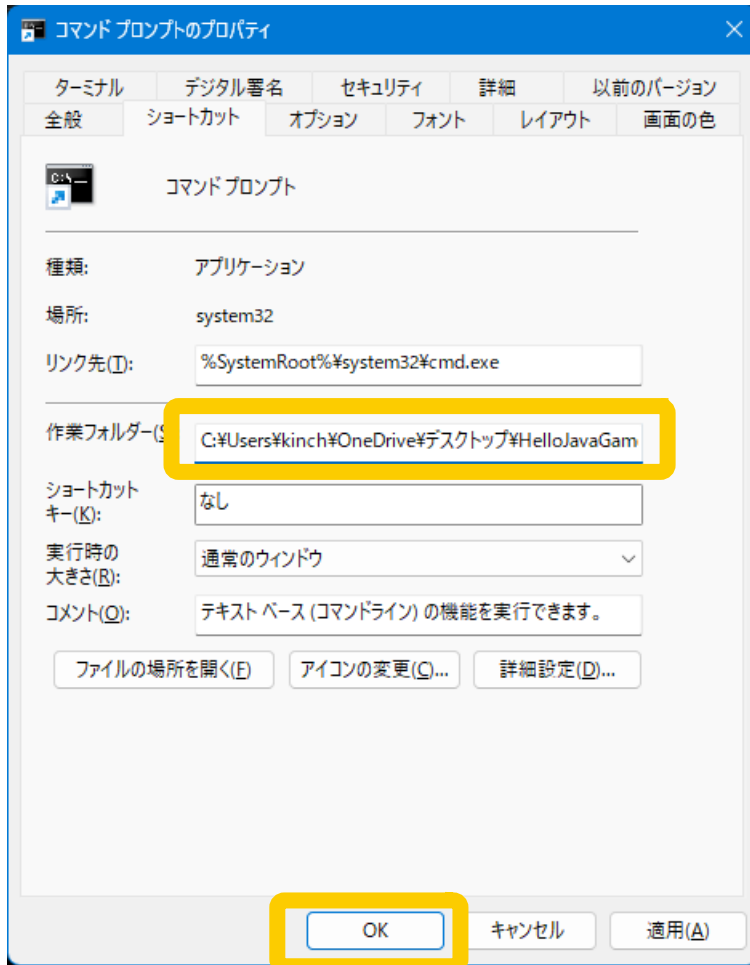 コマンド プロンプトのプロパティ
ターミナル デジタル署名 セキュリティ 詳細 以前のバージョン
全般 ショートカット オプション フォント レイアウト 画面の色
C:\
コマンド プロンプト
種類: アプリケーション
場所: system32
リンク先(T): %SystemRoot%¥system32¥cmd.exe
作業フォルダー(S C:¥Users¥kinch¥OneDrive¥デスクトップ¥HelloJavaGam
ショートカット
キー(K): なし
実行時の
大きさ(R): 通常のウィンドウ
コメント(O): テキスト ベース (コマンドライン) の機能を実行できます。
ファイルの場所を開く(F) アイコンの変更(C)... 詳細設定(D)...
OK キャンセル 適用(A)